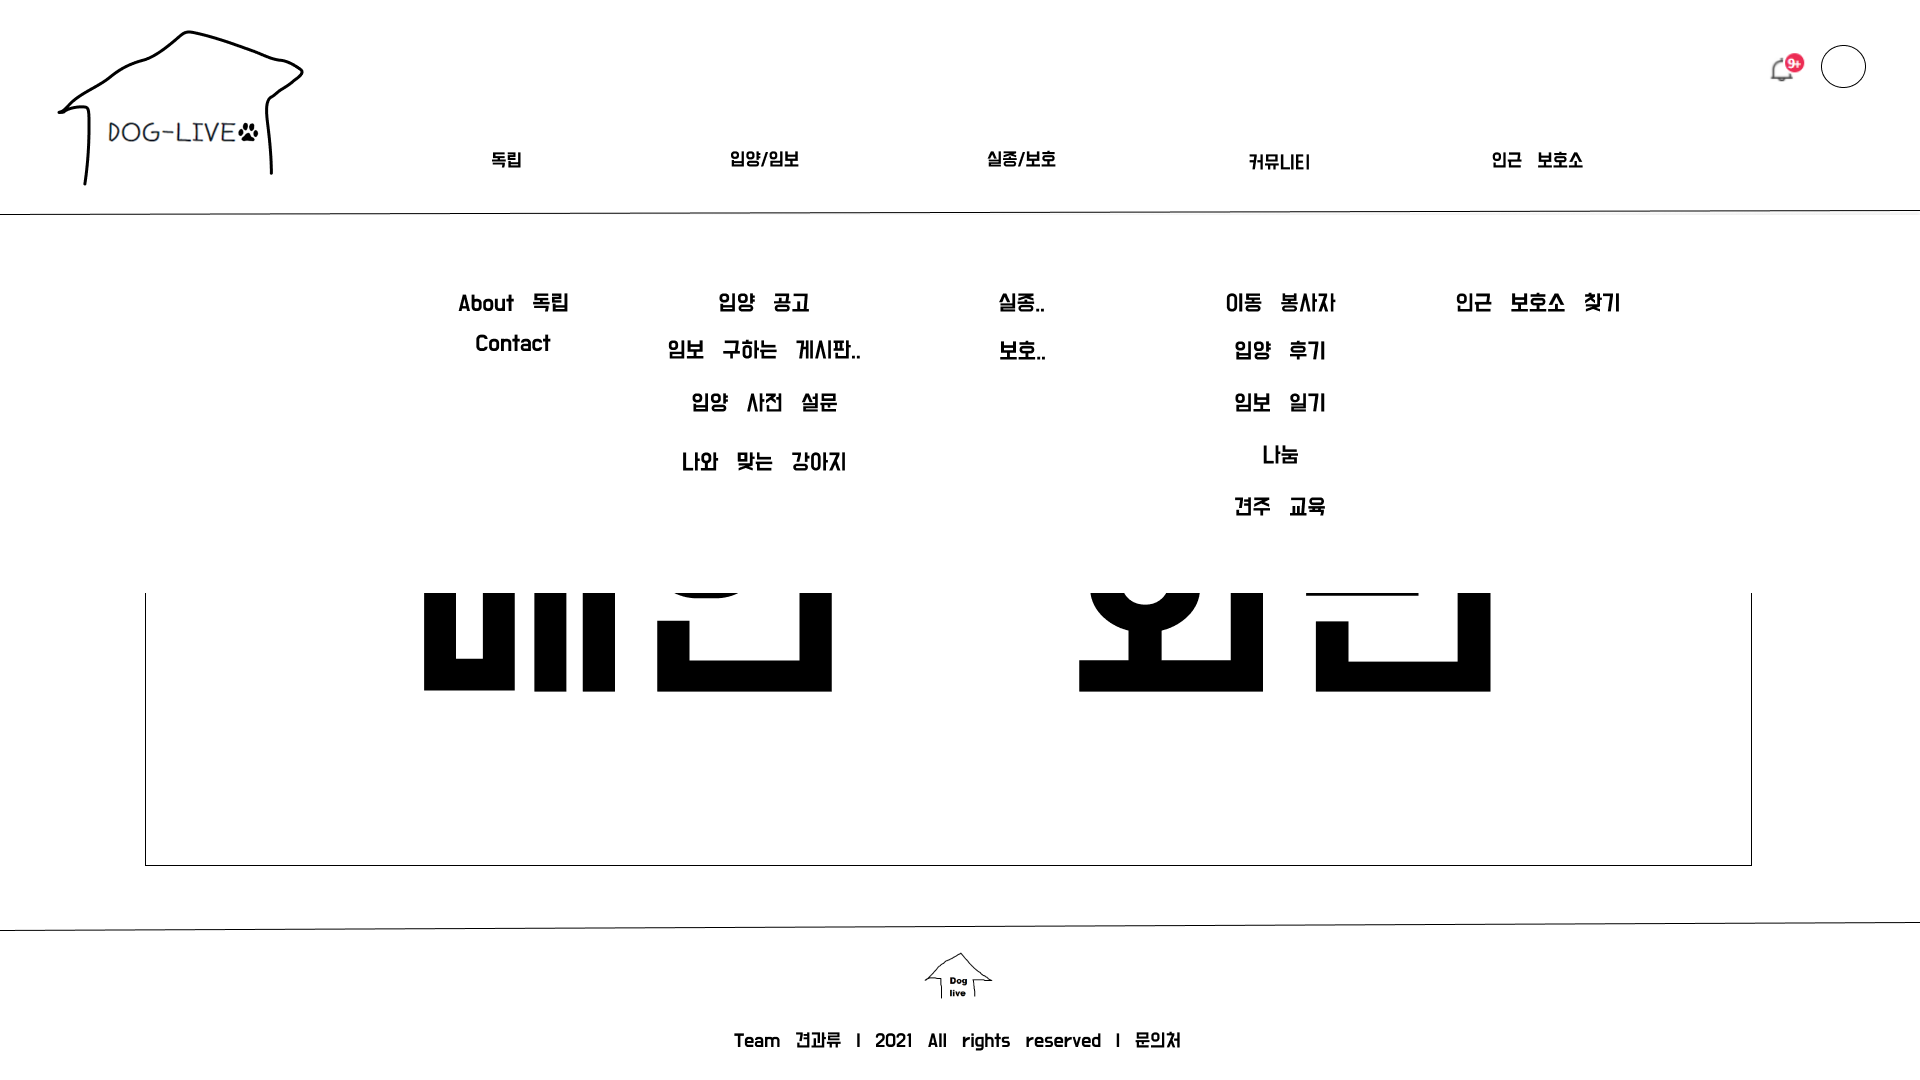 DOG-LIVE
9+
독립 입양/임보 실종/보호 커뮤니티 인근 보호소
About 독립 입양 공고 실종.. 이동 봉사자 인근 보호소 찾기
Contact 임보 구하는 게시판.. 보호.. 입양 후기
입양 사전 설문 임보 일기
나와 맞는 강아지 나눔
견주 교육
Dog
live
Team 견과류 | 2021 All rights reserved | 문의처